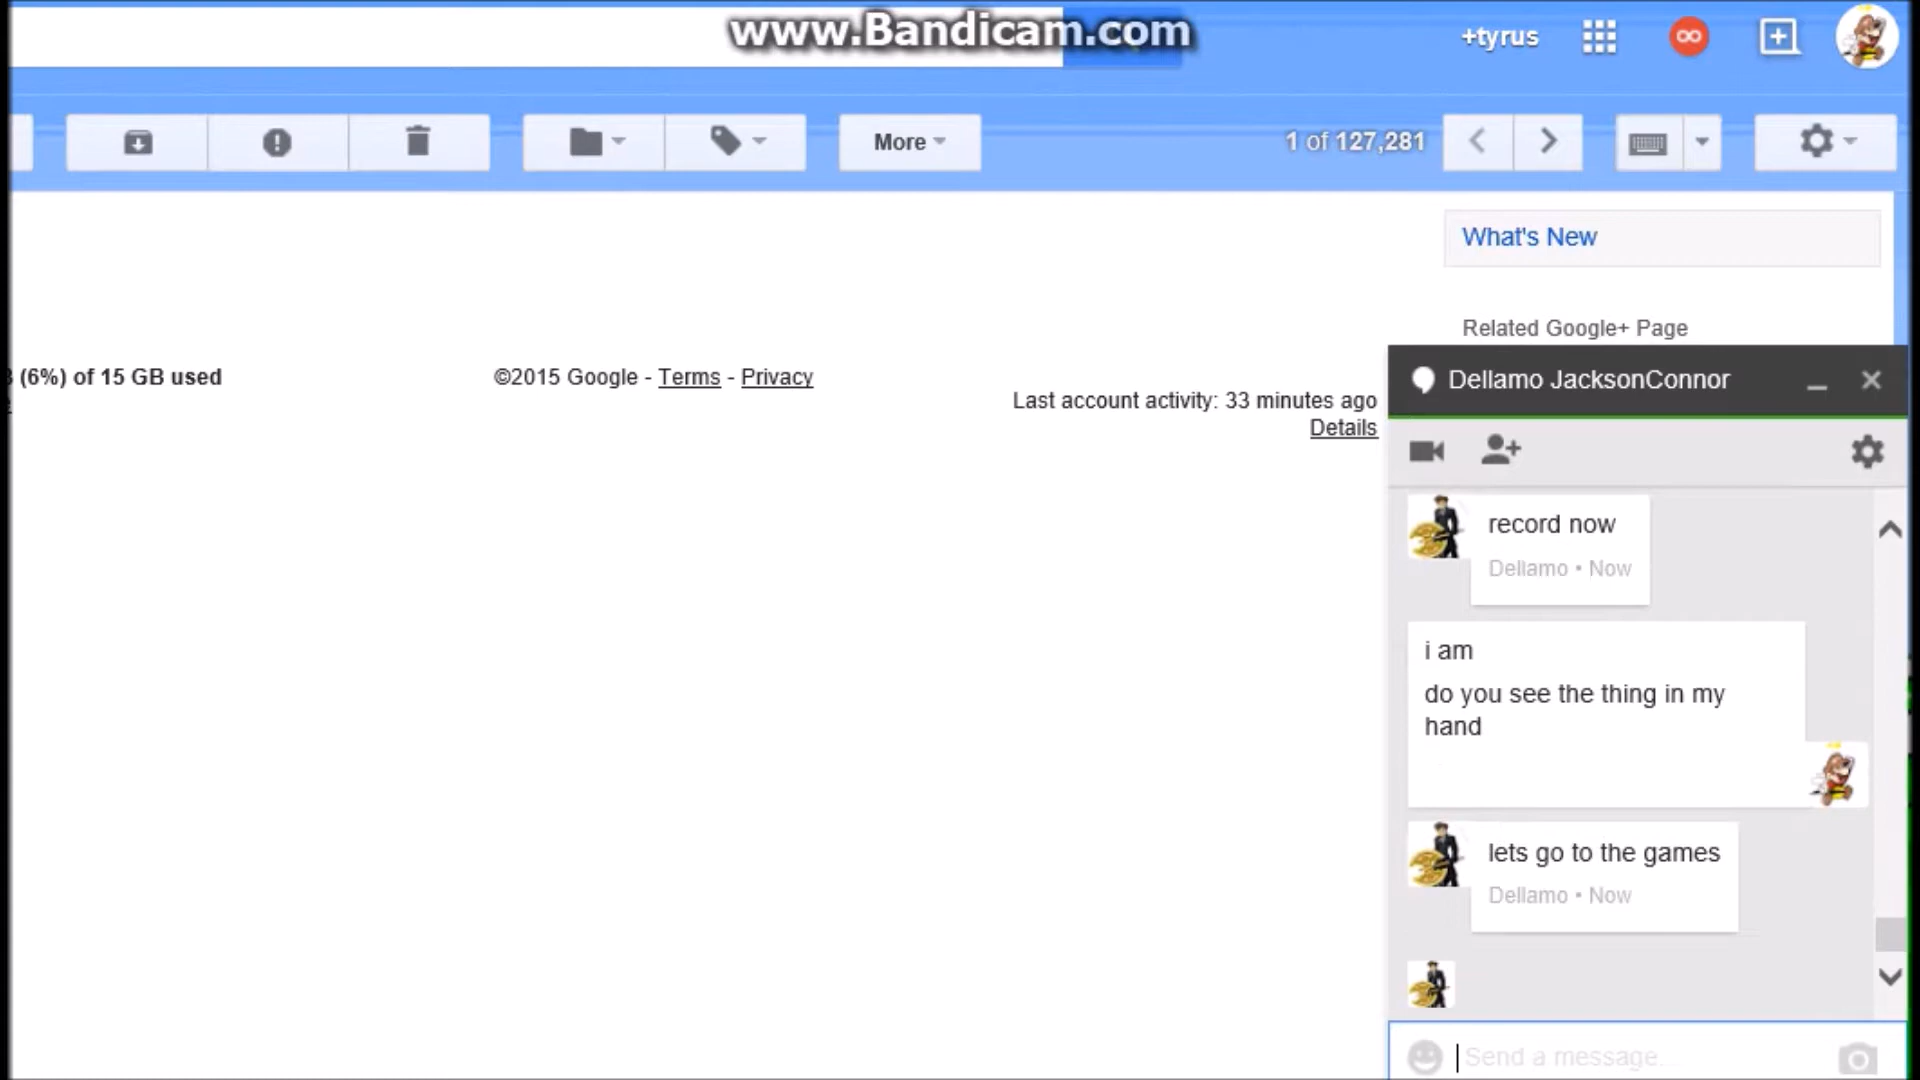 www.Bandicam.com
+tyrus
More
1 of 127,281
What's New
Related Google+ Page
(6%) of 15 GB used
©2015 Google - Terms - Privacy
Last account activity: 33 minutes ago
Details
Dellamo JacksonConnor
record now
Dellamo • Now
i am
do you see the thing in my
hand
lets go to the games
Dellamo • Now
Send a message...